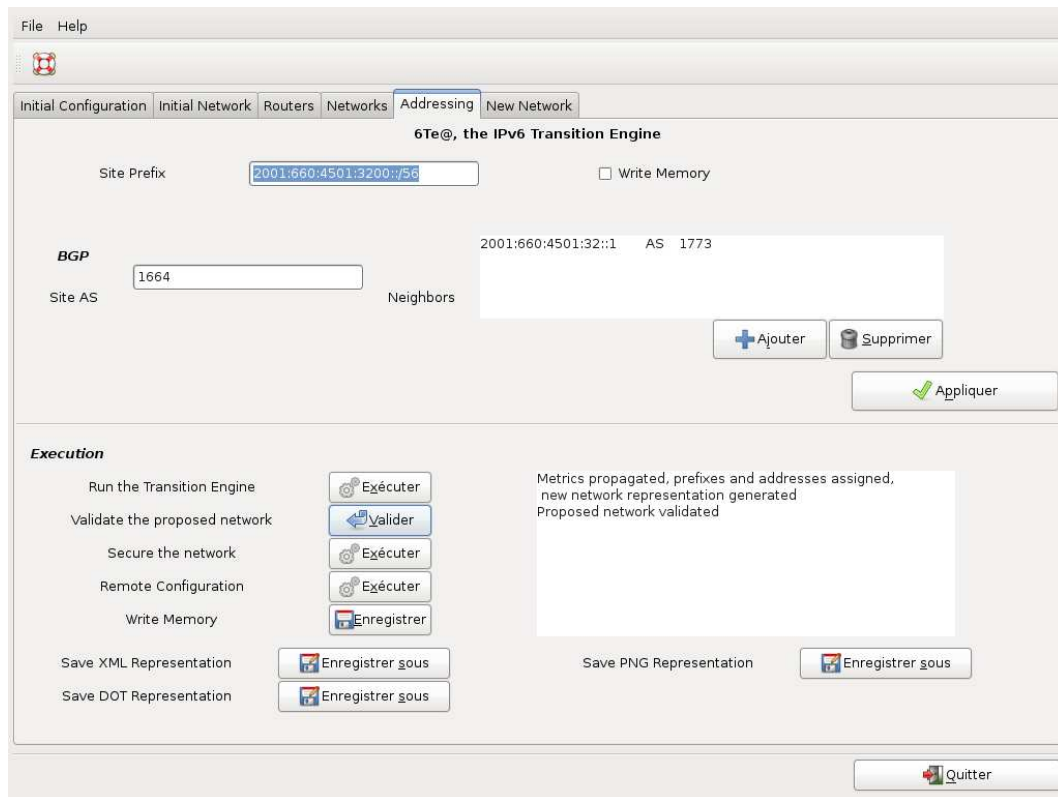 File Help
Initial Configuration Initial Network Routers Networks Addressing New Network
6Te@, the IPv6 Transition Engine
Site Prefix 2001:660:4501:3200::/56 Write Memory
BGP
Site AS 1664
Neighbors
2001:660:4501:32::1 AS 1773
Ajouter Supprimer
Appliquer
Execution
Run the Transition Engine Exécuter
Validate the proposed network Valider
Secure the network Exécuter
Remote Configuration Exécuter
Write Memory Enregistrer
Metrics propagated, prefixes and addresses assigned,
new network representation generated
Proposed network validated
Save XML Representation Enregistrer sous
Save PNG Representation Enregistrer sous
Save DOT Representation Enregistrer sous
Quitter